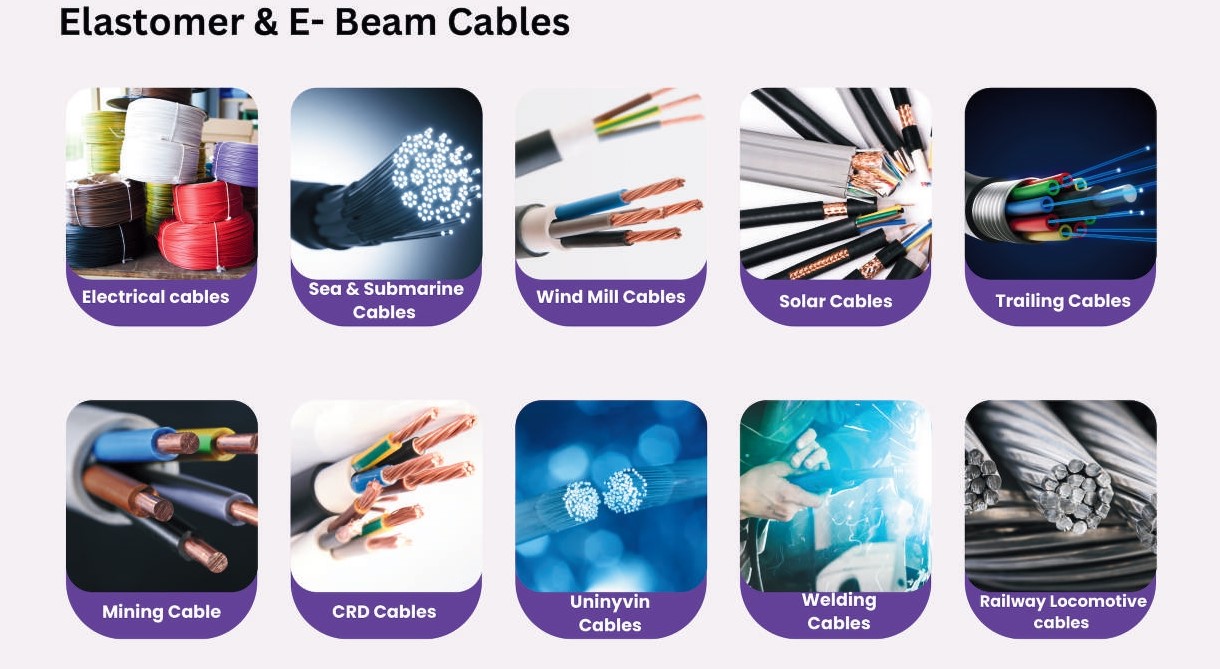 Elastomer & E- Beam Cables
Electrical cables
Sea & Submarine
Cables
Wind Mill Cables
Solar Cables
Trailing Cables
Mining Cable
CRD Cables
Uninyvin
Cables
Welding
Cables
Railway Locomotive
cables